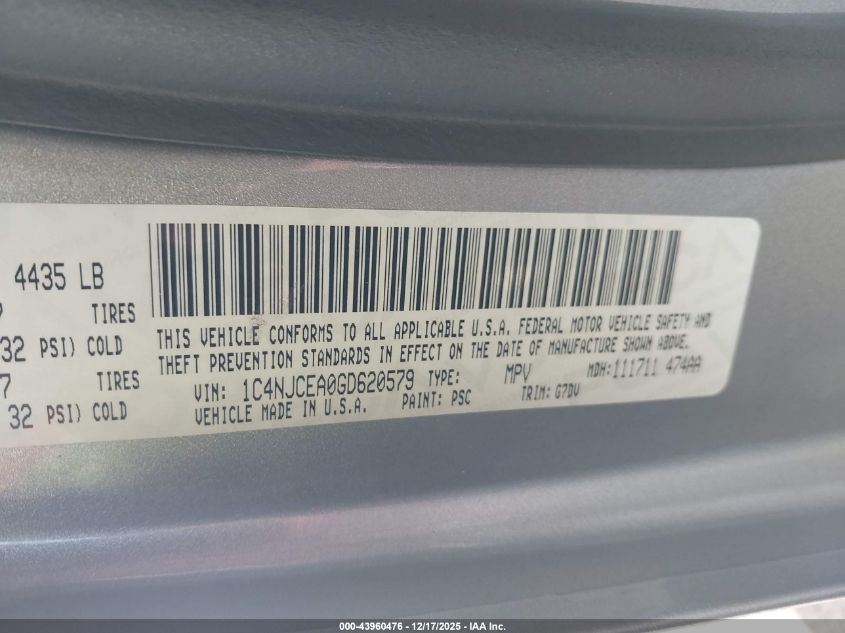 4435 LB
TIRES
32 PSI) COLD
7 TIRES
32 PSI) COLD
THIS VEHICLE CONFORMS TO ALL APPLICABLE U.S.A. FEDERAL MOTOR VEHICLE SAFETY AND
THEFT PREVENTION STANDARDS IN EFFECT ON THE DATE OF MANUFACTURE SHOWN ABOVE.
VIN: 1C4NJCEA0GD620579 TYPE: MPV MDH: 111711 474AA
VEHICLE MADE IN U.S.A. PAINT: PSC TRIM: G7DV
000-43960476 - 12/17/2025 - IAA Inc.